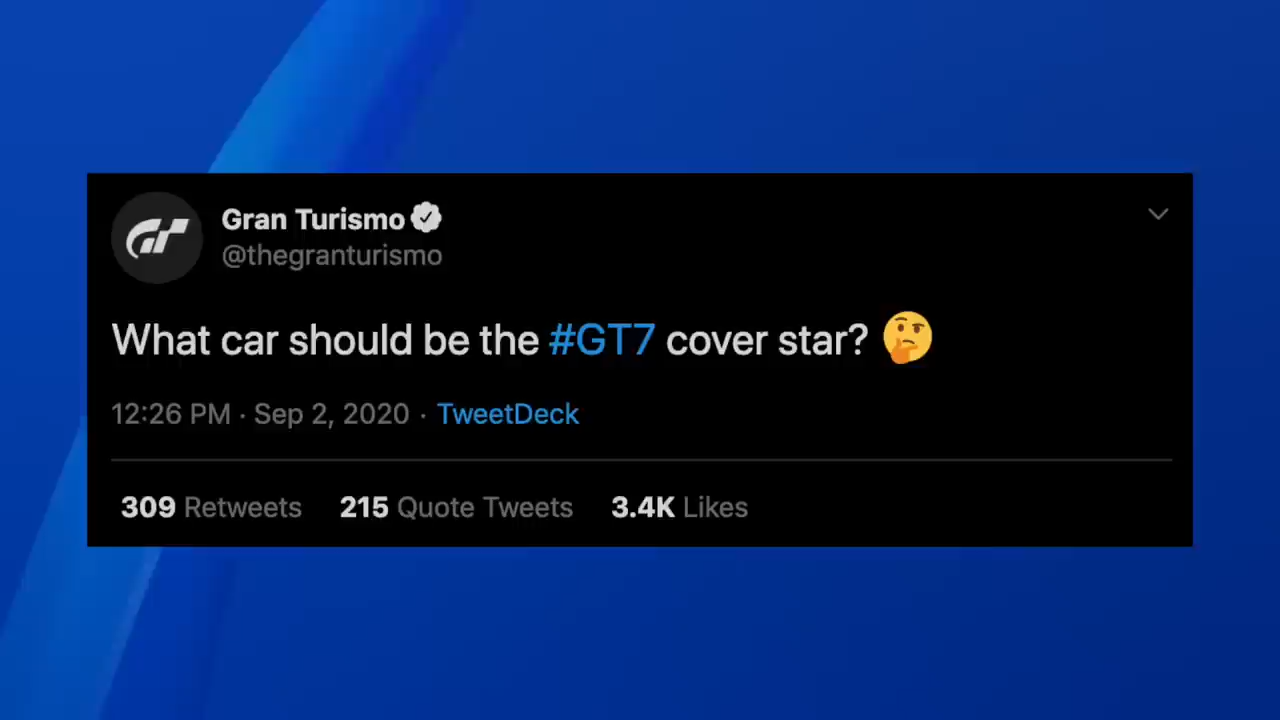 Gran Turismo
@thegranturismo
What car should be the #GT7 cover star? 🤔
12:26 PM · Sep 2, 2020 · TweetDeck
309 Retweets 215 Quote Tweets 3.4K Likes